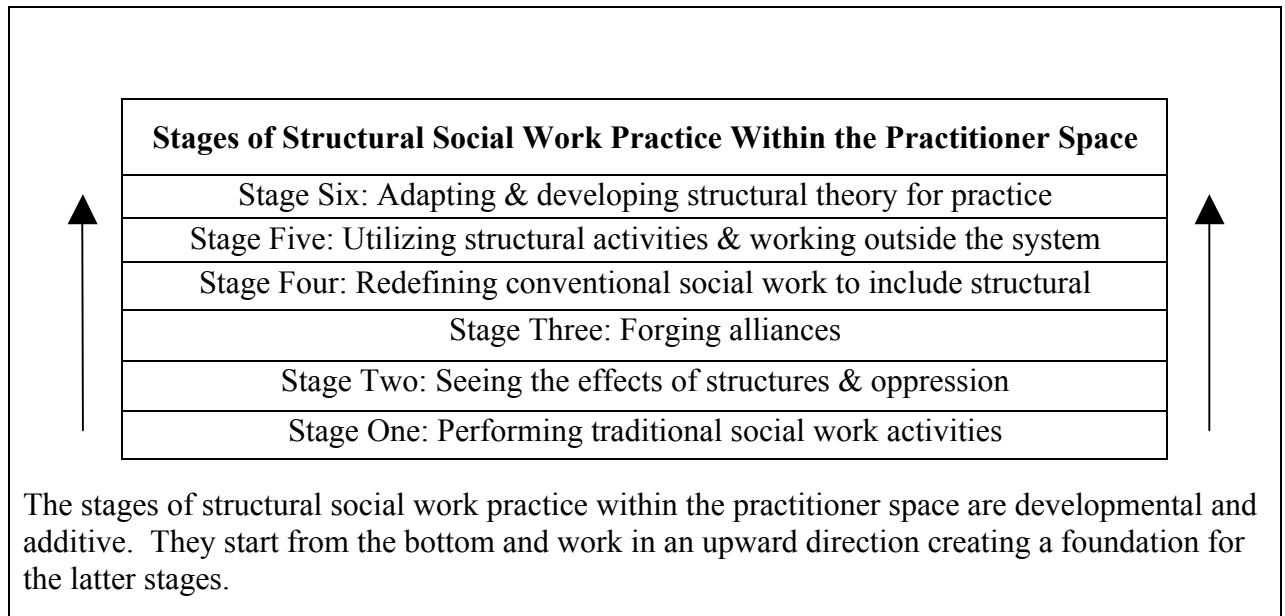 Stages of Structural Social Work Practice Within the Practitioner Space
Stage Six: Adapting & developing structural theory for practice
Stage Five: Utilizing structural activities & working outside the system
Stage Four: Redefining conventional social work to include structural
Stage Three: Forging alliances
Stage Two: Seeing the effects of structures & oppression
Stage One: Performing traditional social work activities
The stages of structural social work practice within the practitioner space are developmental and
additive.  They start from the bottom and work in an upward direction creating a foundation for
the latter stages.